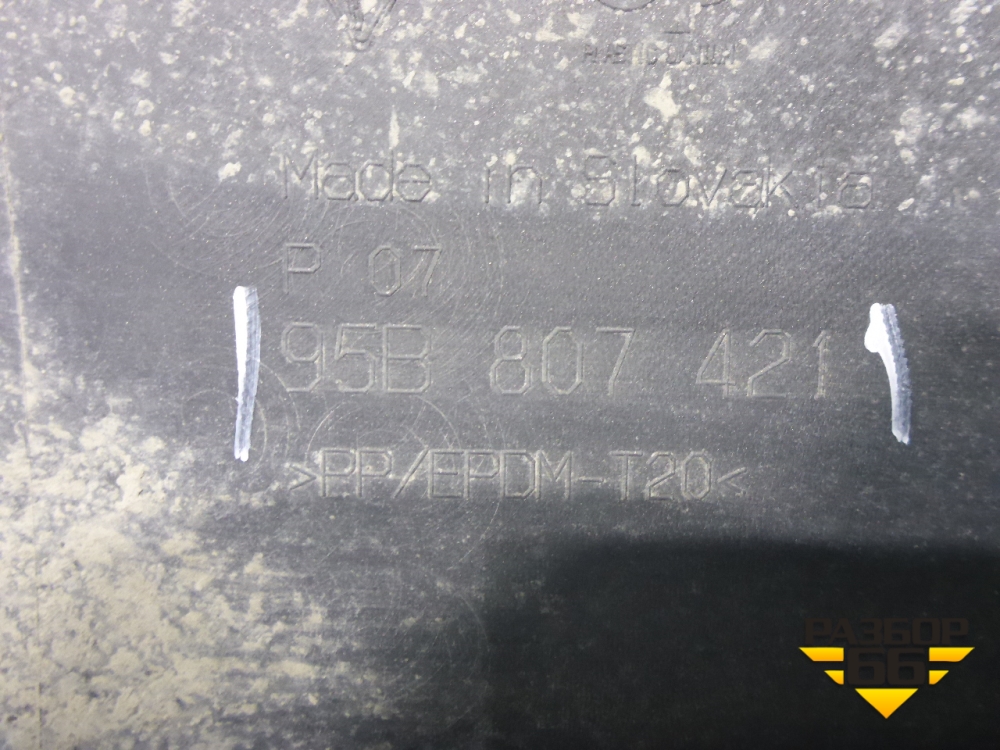 Made in Slovakia
P 07
95B 807 421
>PP/EPDM-T20<
РАЗБОР
66